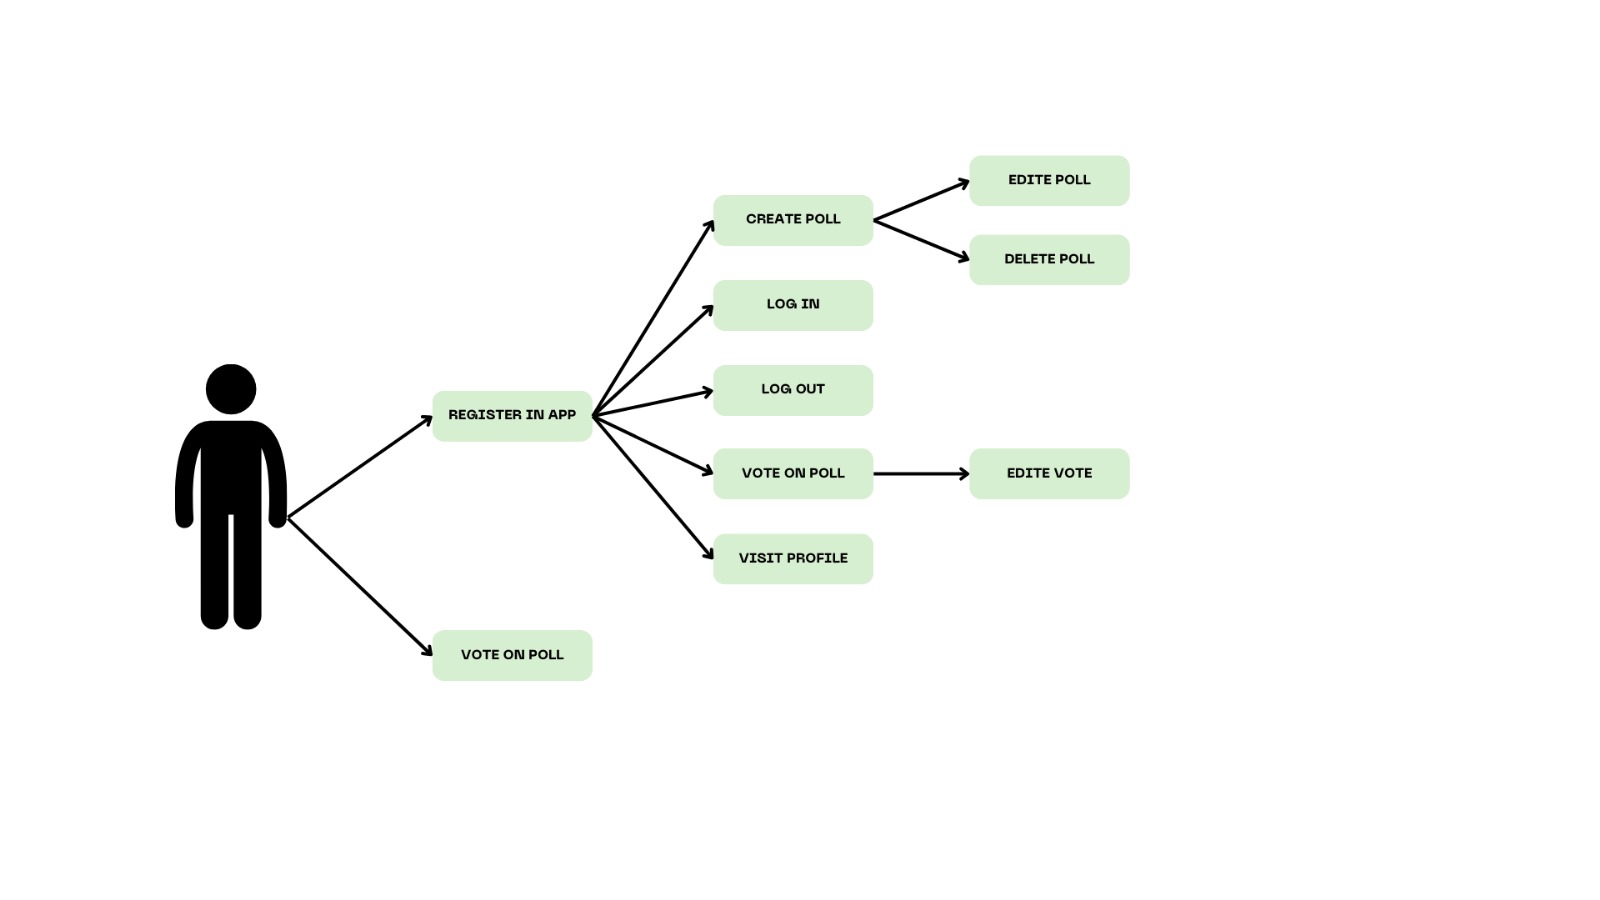 EDITE POLL
CREATE POLL
DELETE POLL
LOG IN
LOG OUT
REGISTER IN APP
VOTE ON POLL
EDITE VOTE
VISIT PROFILE
VOTE ON POLL